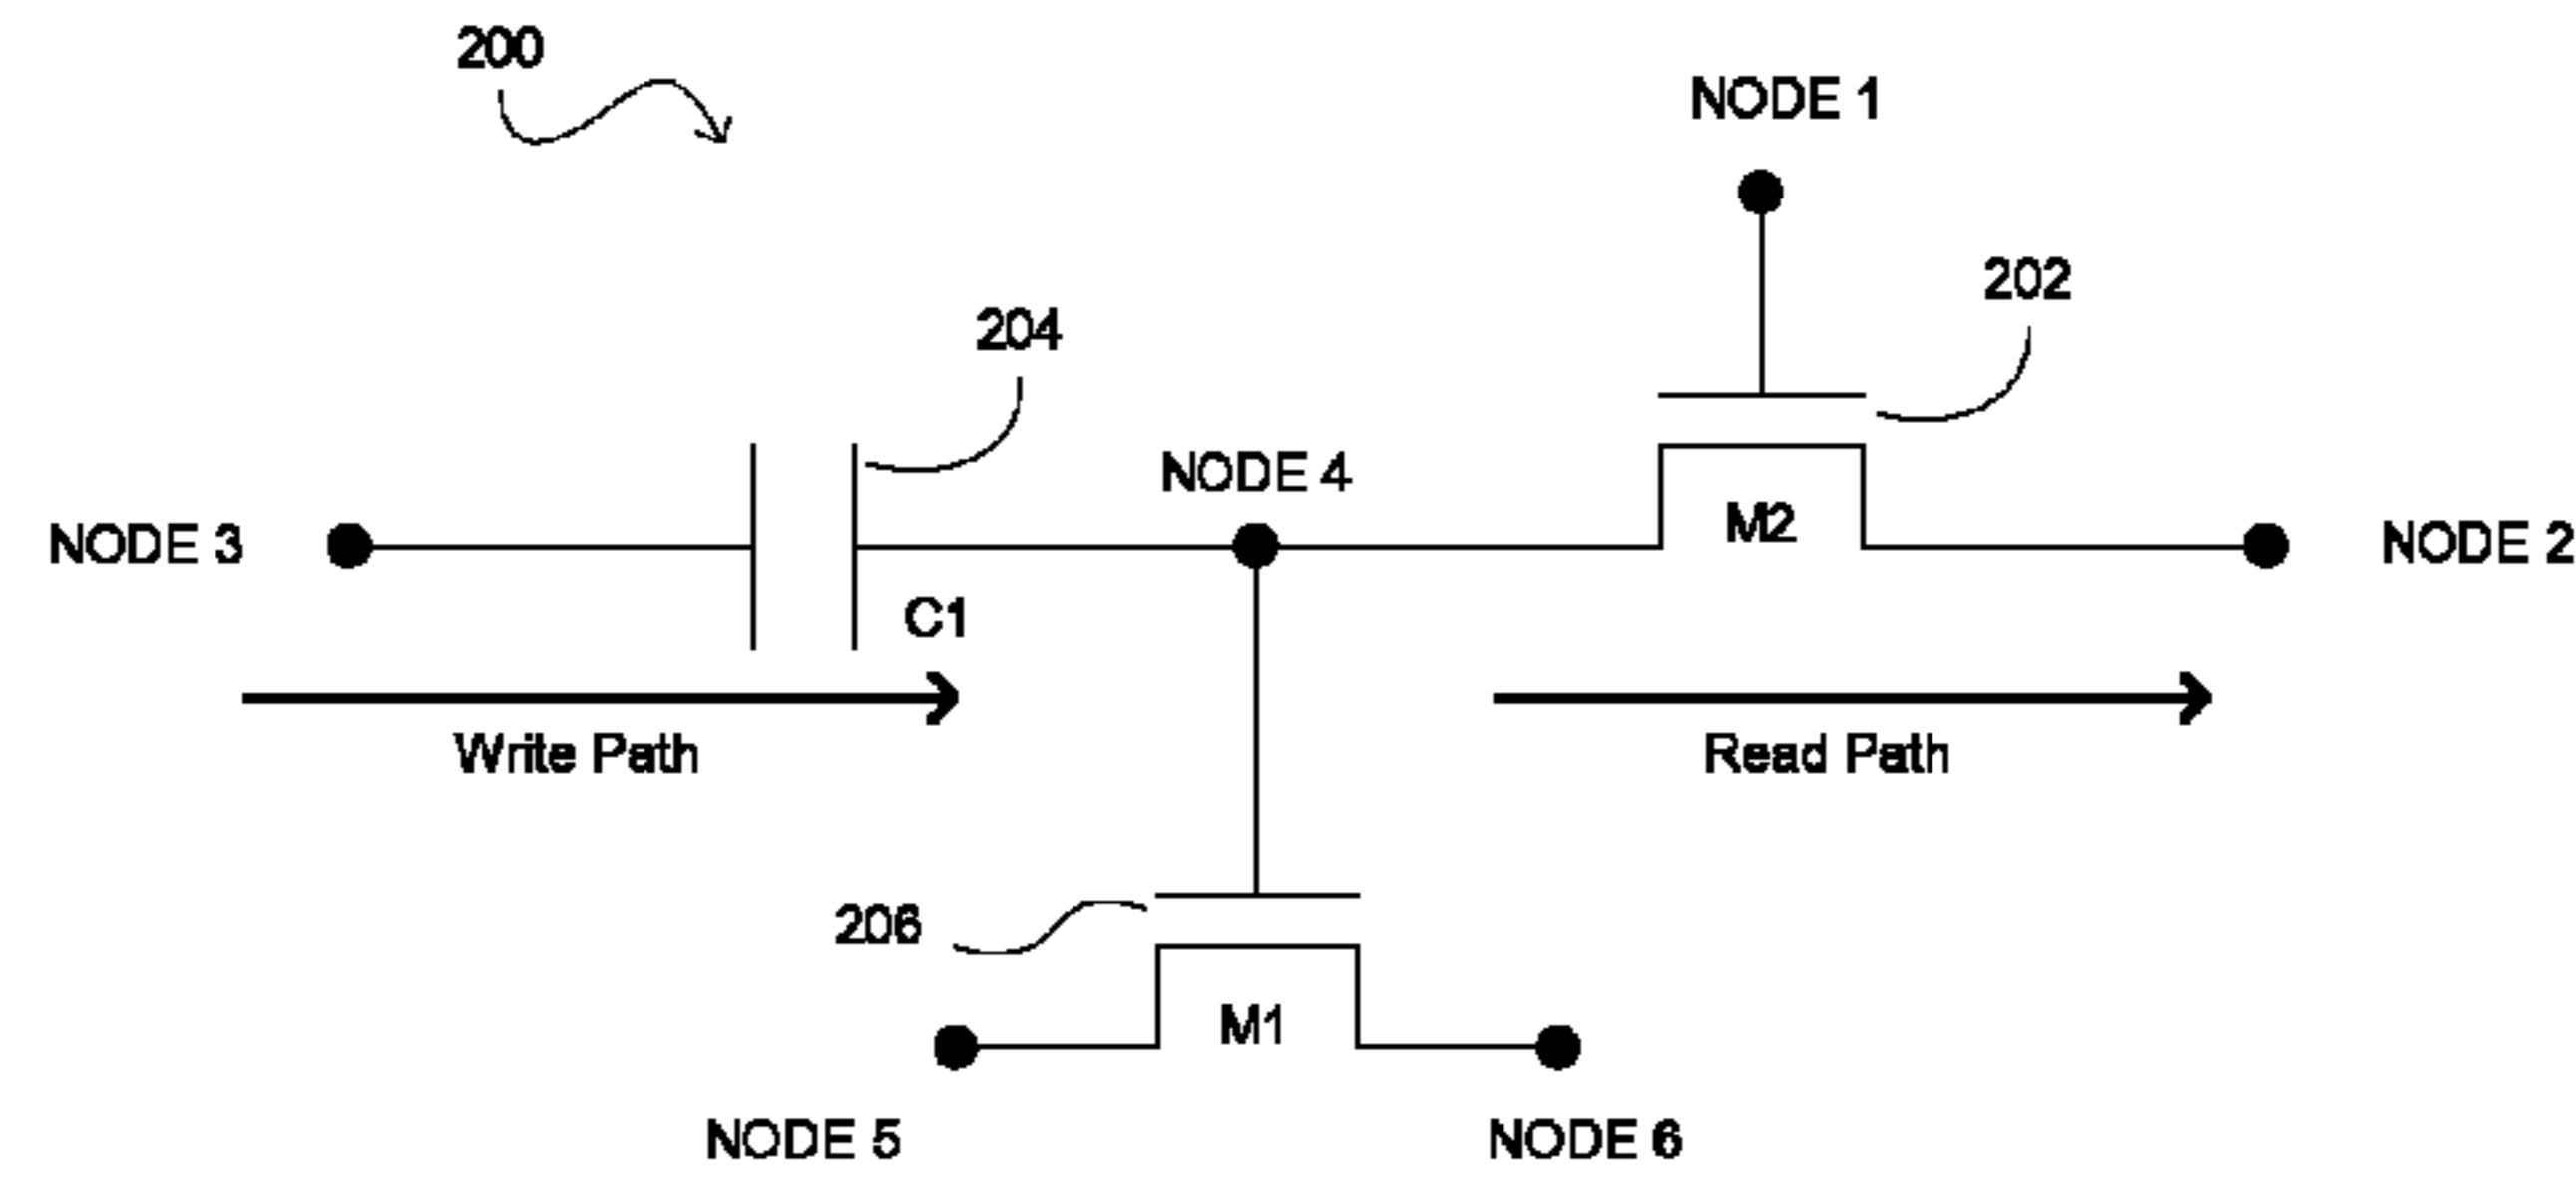 200
NODE 1
202
204
NODE 4
M2
NODE 3
NODE 2
C1
Write Path
Read Path
206
M1
NODE 5
NODE 6